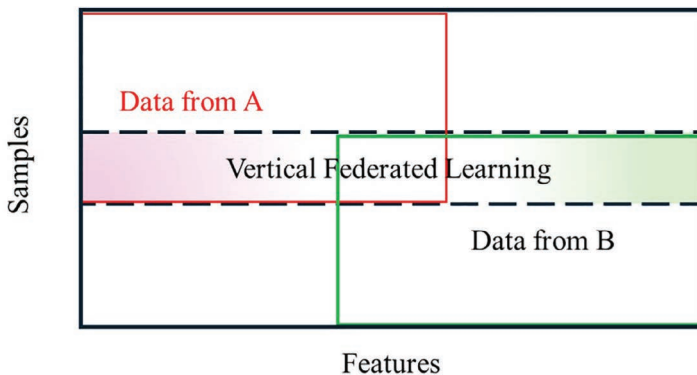 Data from A
Samples
Vertical Federated Learning
Data from B
Features